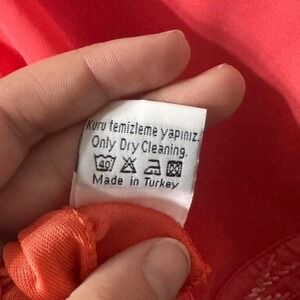 Kuru temizleme yapınız.
Only Dry Cleaning.
40
Made in Turkey